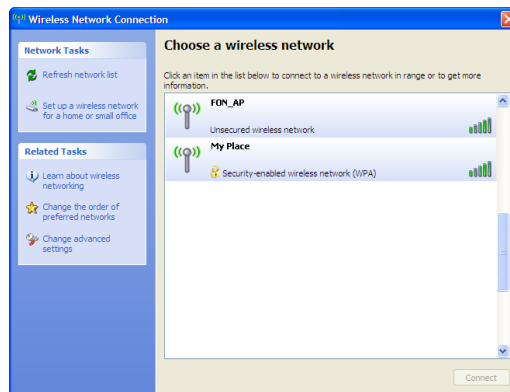 Wireless Network Connection
Network Tasks
Refresh network list
Set up a wireless network
for a home or small office
Related Tasks
Learn about wireless
networking
Change the order of
preferred networks
Change advanced
settings
Choose a wireless network
Click an item in the list below to connect to a wireless network in range or to get more
information.
FON_AP
Unsecured wireless network
My Place
Security-enabled wireless network (WPA)
Connect